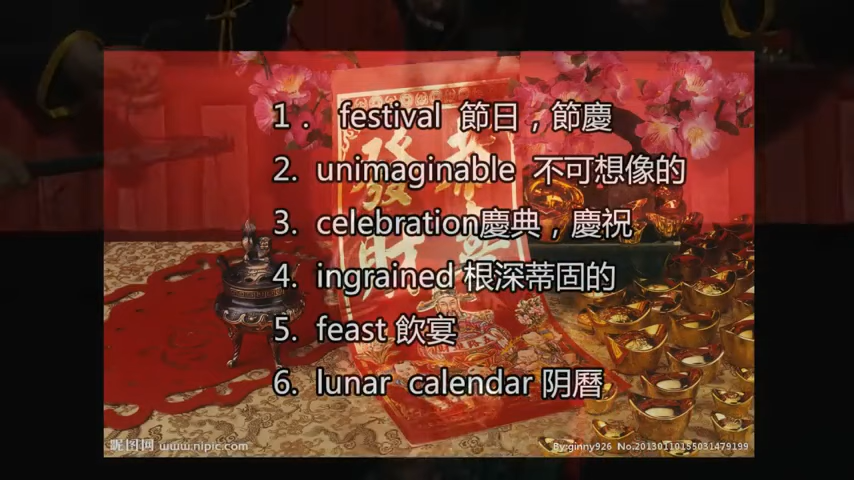 1. festival 節日，節慶
2. unimaginable 不可想像的
3. celebration慶典，慶祝
4. ingrained 根深蒂固的
5. feast 飲宴
6. lunar calendar 阴曆
發
財
昵图网 www.nipic.com
By:ginny926 No.20130110155031479199